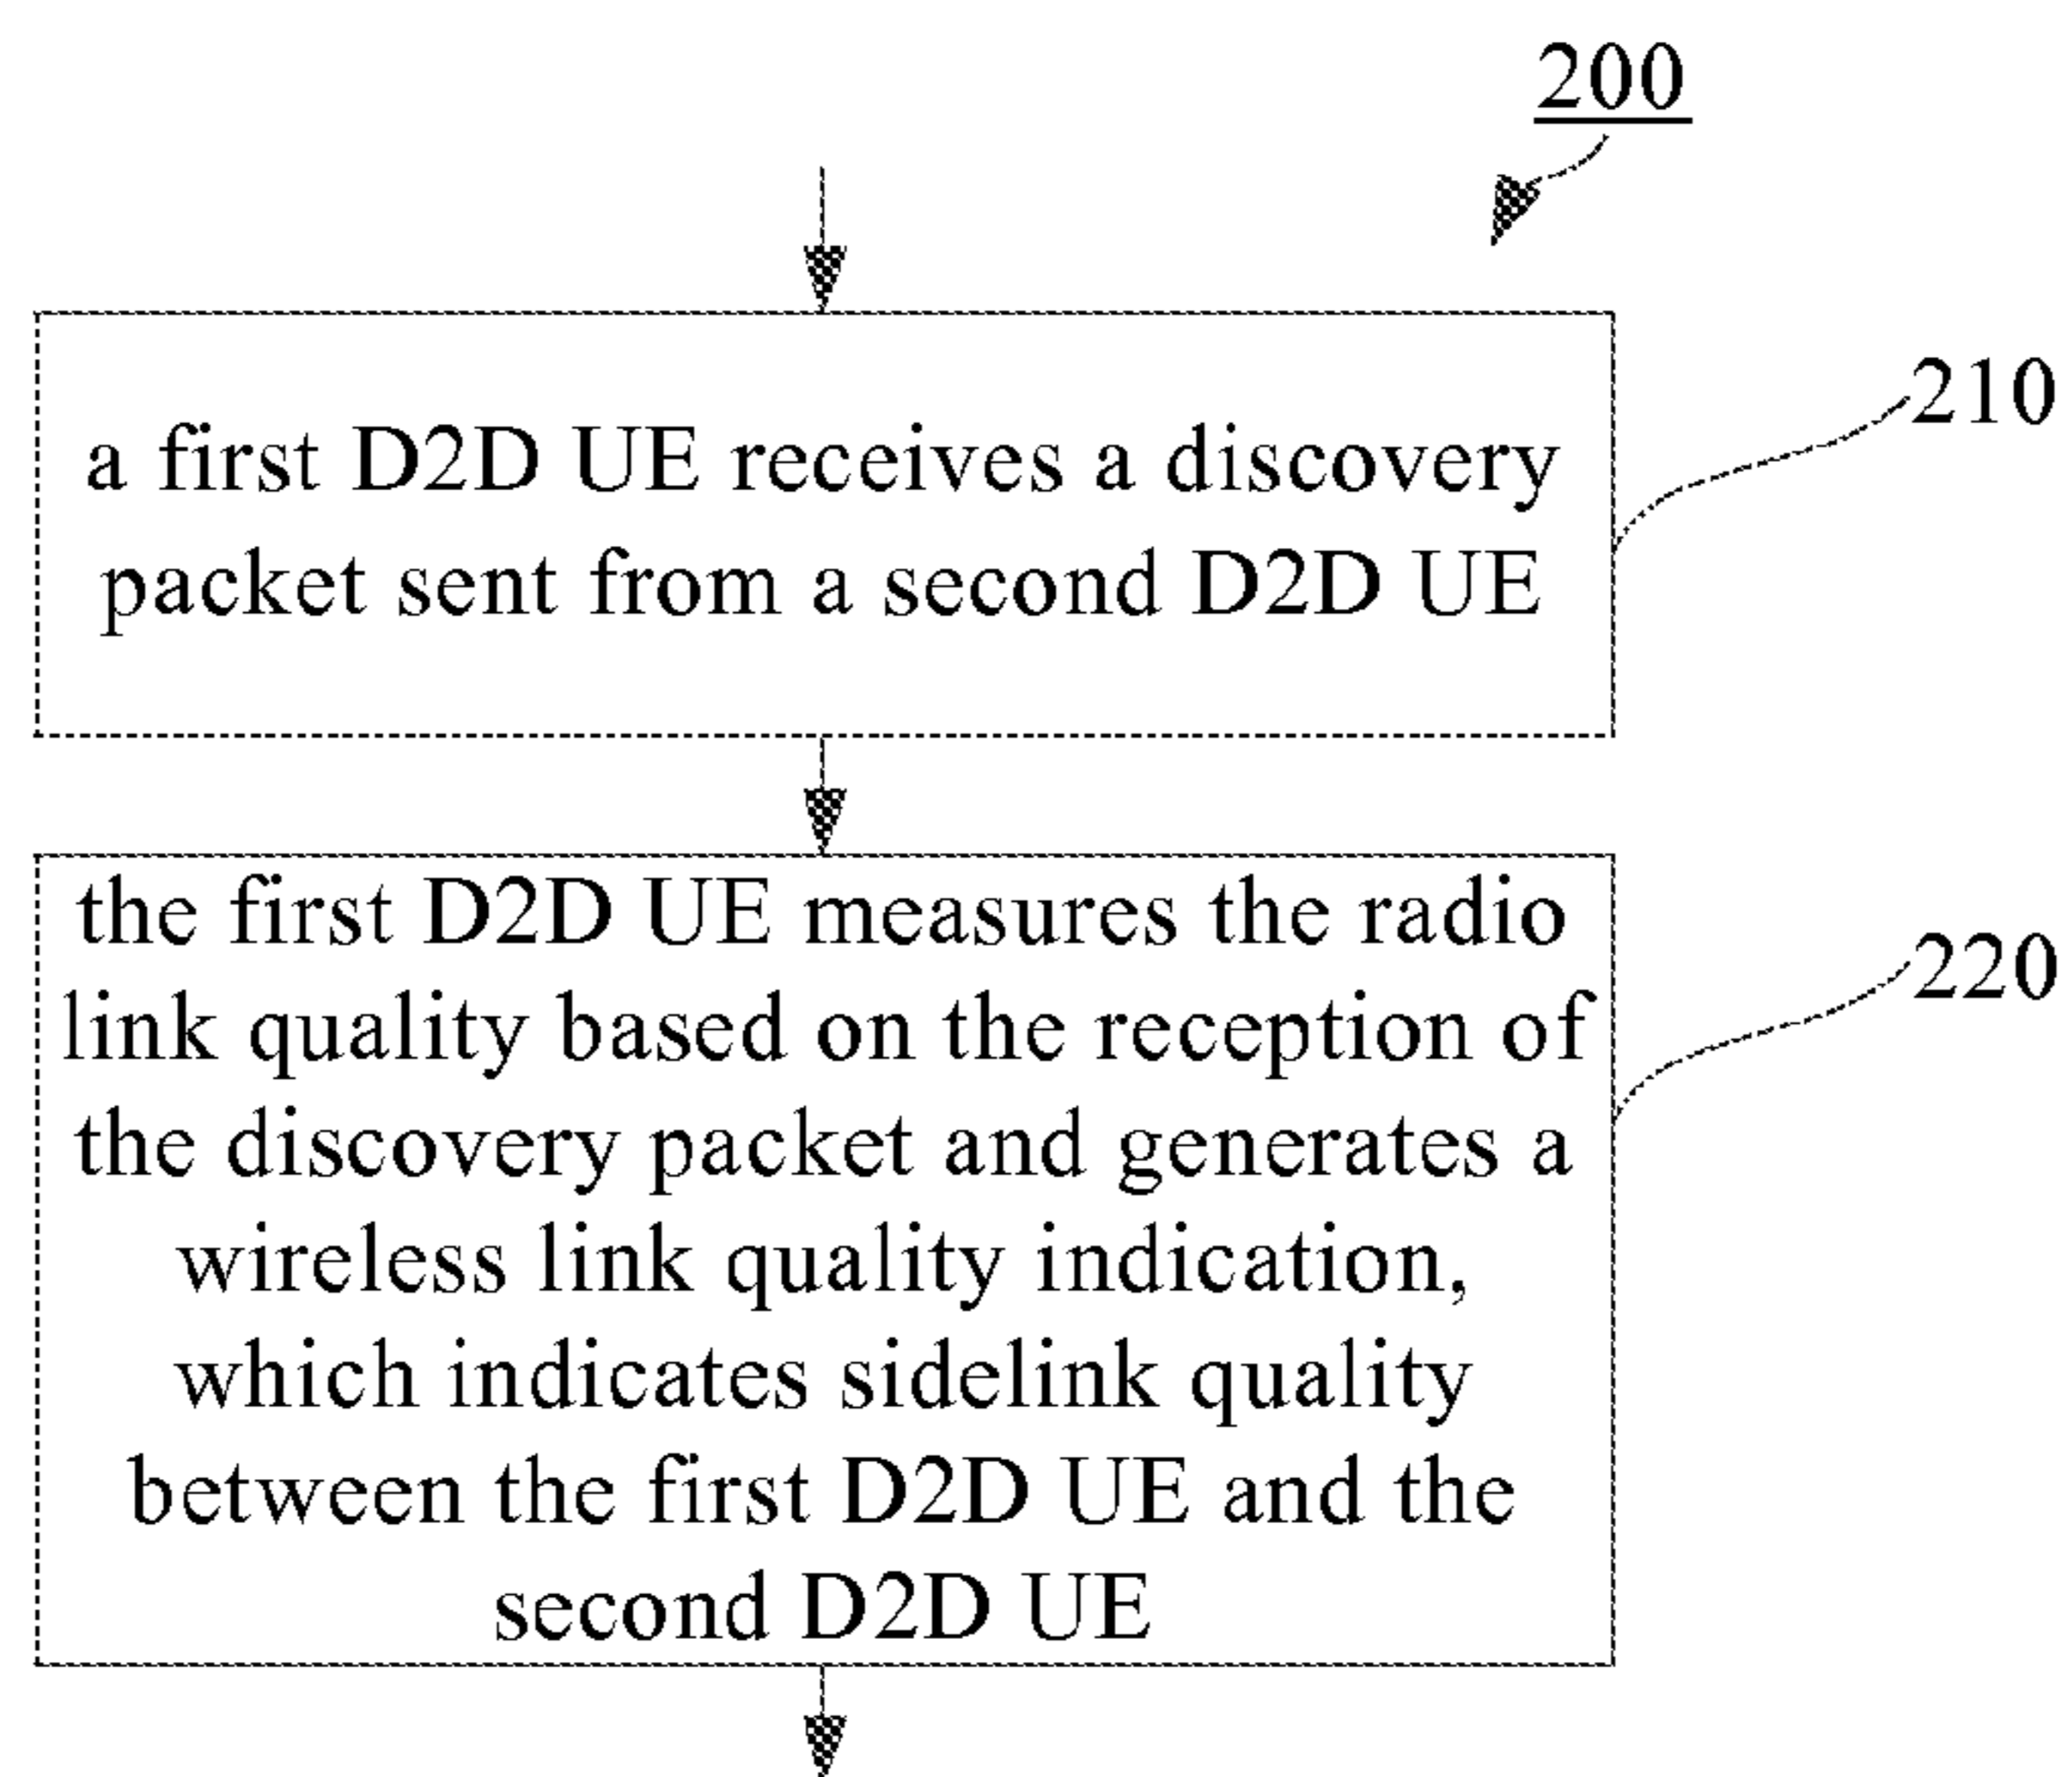 200
a first D2D UE receives a discovery
packet sent from a second D2D UE
210
the first D2D UE measures the radio
link quality based on the reception of
the discovery packet and generates a
wireless link quality indication,
which indicates sidelink quality
between the first D2D UE and the
second D2D UE
220